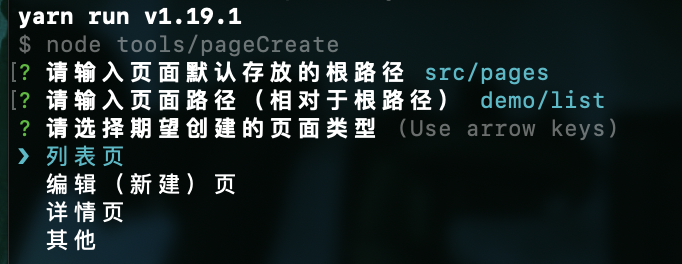 yarn run v1.19.1
$ node tools/pageCreate
[? 请输入页面默认存放的根路径 src/pages
[? 请输入页面路径（相对于根路径） demo/list
? 请选择期望创建的页面类型 (Use arrow keys)
❯ 列表页
编辑（新建）页
详情页
其他